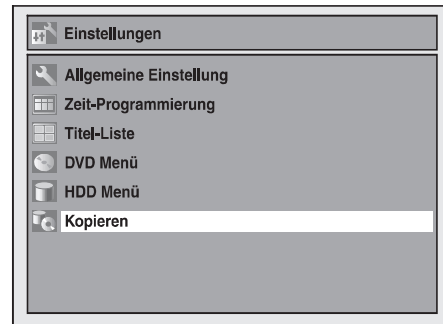 Einstellungen
Allgemeine Einstellung
Zeit-Programmierung
Titel-Liste
DVD Menü
HDD Menü
Kopieren